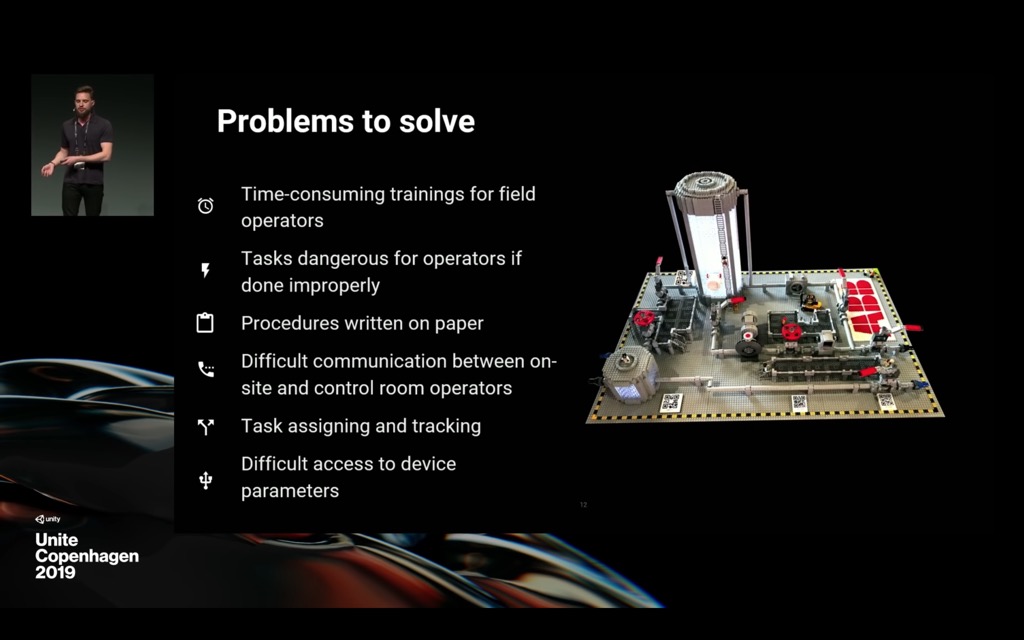 Problems to solve
Time-consuming trainings for field
operators
Tasks dangerous for operators if
done improperly
Procedures written on paper
Difficult communication between on-
site and control room operators
Task assigning and tracking
Difficult access to device
parameters
ABB
12
unity
Unite
Copenhagen
2019